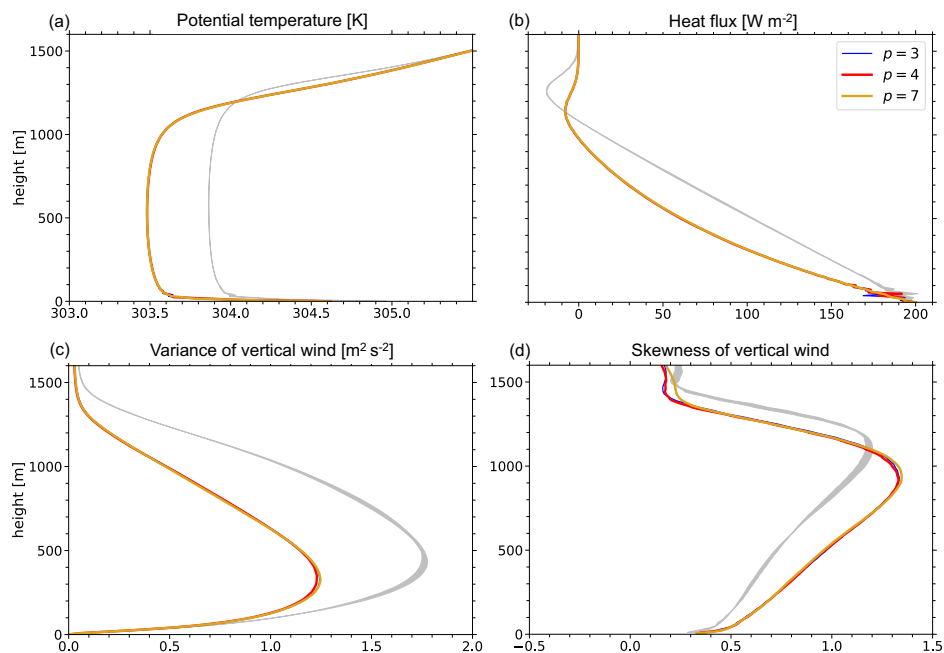 (a) Potential temperature [K]
(b) Heat flux [W m⁻²]
p = 3
p = 4
p = 7
height [m]
1500
1000
500
0
303.0 303.5 304.0 304.5 305.0
0 50 100 150 200
(c) Variance of vertical wind [m² s⁻²]
(d) Skewness of vertical wind
height [m]
1500
1000
500
0
0.0 0.5 1.0 1.5 2.0
1500
1000
500
0
−0.5 0.0 0.5 1.0 1.5